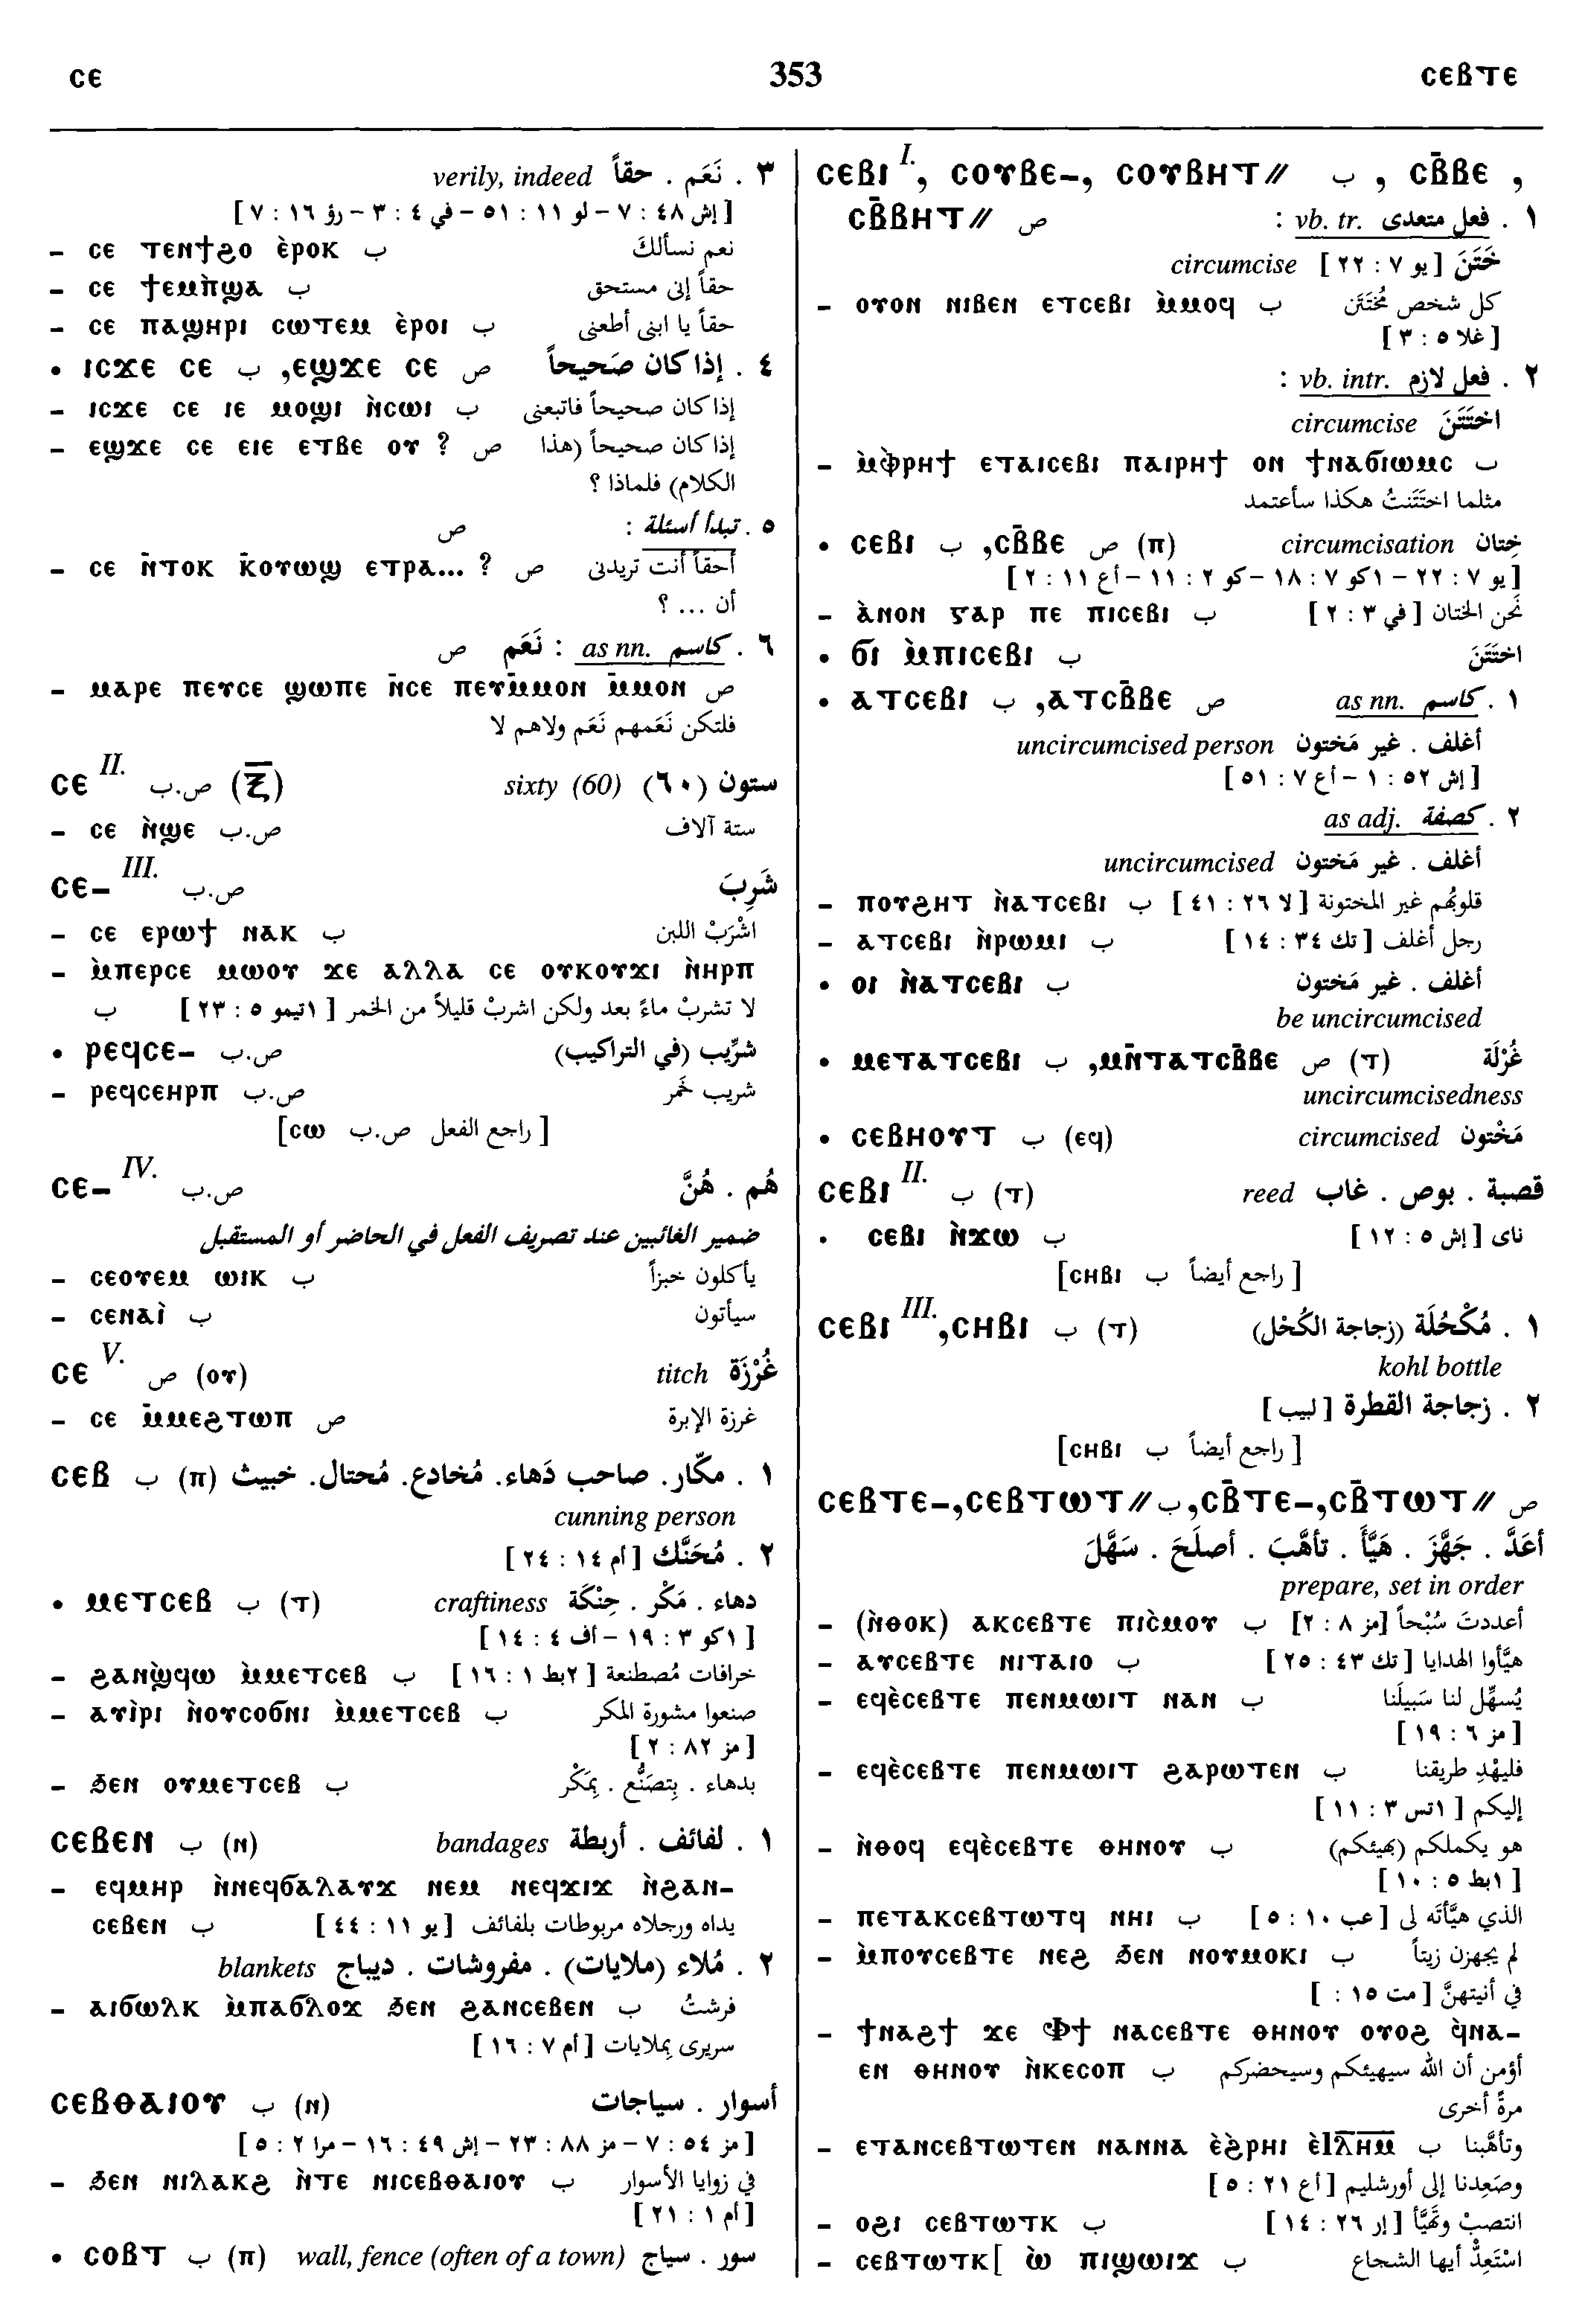 ⲥⲉ 353 ⲥⲉⲃⲧⲉ
٣ . نَعَم . حقاً verily, indeed
[إش ٤٨ : ٧ – لو ١١ : ٥١ – في ٤ : ٣ – رؤ ١٦ : ٧ ]
– ⲥⲉ ⲧⲉⲛϯϩⲟ ⲉ̀ⲣⲟⲕ ب نعم نسألك
– ⲥⲉ ϯⲉⲙⲡ̀ϣⲁ ب حقاً إنى مستحق
– ⲥⲉ ⲡⲁϣⲏⲣⲓ ⲥⲱⲧⲉⲙ ⲉ̀ⲣⲟⲓ ب حقاً يا ابنى أطعنى
• ⲓⲥϫⲉ ⲥⲉ ب ,ⲉϣϫⲉ ⲥⲉ ص ٤ . إذا كان صَحيحاً
– ⲓⲥϫⲉ ⲥⲉ ⲓⲉ ⲙⲟϣⲓ ⲛ̀ⲥⲱⲓ ب إذا كان صحيحاً فاتبعنى
– ⲉϣϫⲉ ⲥⲉ ⲉⲓⲉ ⲉⲧⲃⲉ ⲟⲩ ? ص إذا كان صحيحاً (هذا
الكلام) فلماذا ؟
٥ . تبدأ أسئلة : ص
– ⲥⲉ ⲛ̄ⲧⲟⲕ ⲕ̄ⲟⲩⲱϣ ⲉⲧⲣⲁ... ? ص أحقاً أنت تريدنى
أن ... ؟
٦ . كاسم as nn. : نَعَم ص
– ⲙⲁⲣⲉ ⲡⲉⲩⲥⲉ ϣⲱⲡⲉ ⲛ̄ⲥⲉ ⲡⲉⲩⲙ̄ⲙⲟⲛ ⲙ̄ⲙⲟⲛ ص
فلتكن نَعَمهم نَعَم ولاهم لا
ⲥⲉ II. ص.ب (ⲝ̅) ستون (٦٠) sixty (60)
– ⲥⲉ ⲛ̀ϣⲉ ص.ب ستة آلاف
ⲥⲉ– III. ص.ب شَرِبَ
– ⲥⲉ ⲉⲣⲱϯ ⲛⲁⲕ ب اشْرَبْ اللبن
– ⲙ̀ⲡⲉⲣⲥⲉ ⲙⲱⲟⲩ ϫⲉ ⲁⲗⲗⲁ ⲥⲉ ⲟⲩⲕⲟⲩϫⲓ ⲛ̀ⲏⲣⲡ
لا تشربْ ماءً بعد ولكن اشربْ قليلاً من الخمر [ ١تيمو ٥ : ٢٣ ] ب
• ⲣⲉϥⲥⲉ– ص.ب شرِّيب (في التراكيب)
– ⲣⲉϥⲥⲉⲏⲣⲡ ص.ب شريب خَمر
[ راجع الفعل ص.ب ⲥⲱ]
ⲥⲉ– IV. ص.ب هُم . هُنَّ
ضمير الغائبين عند تصريف الفعل في الحاضر أو المستقبل
– ⲥⲉⲟⲩⲉⲙ ⲱⲓⲕ ب يأكلون خبزاً
– ⲥⲉⲛⲁⲓ̀ ب سيأتون
ⲥⲉ V. ص (ⲟⲩ) غُرْزَة titch
– ⲥⲉ ⲙ̄ⲙⲉϩⲧⲱⲡ ص غرزة الإبرة
ⲥⲉⲃ ب (ⲡ) ١ . مكّار. صاحب دَهاء. مُخادع. مُحتال. خبيث
cunning person
٢ . مُحَنَّك [ أم ١٤ : ٢٤ ]
• ⲙⲉⲧⲥⲉⲃ ب (ⲧ) دهاء . مَكْر . حِنْكَة craftiness
[ ١كو ٣ : ١٩ – أف ٤ : ١٤ ]
– ϩⲁⲛϣ̀ϥⲱ ⲙ̀ⲙⲉⲧⲥⲉⲃ ب خرافات مُصطنعة [ ٢بط ١ : ١٦ ]
– ⲁⲩⲓ̀ⲣⲓ ⲛ̀ⲟⲩⲥⲟϭⲛⲓ ⲙ̀ⲙⲉⲧⲥⲉⲃ ب صنعوا مشورة المكر
[ مز ٨٢ : ٢ ]
– ϧⲉⲛ ⲟⲩⲙⲉⲧⲥⲉⲃ ب بدهاء . بِتصَنُّع . بِمَكْر
ⲥⲉⲃⲉⲛ ب (ⲛ) ١ . لفائف . أربطة bandages
– ⲉϥⲙⲏⲣ ⲛ̀ⲛⲉϥϭⲁⲗⲁⲩϫ ⲛⲉⲙ ⲛⲉϥϫⲓϫ ⲛ̀ϩⲁⲛ–
ⲥⲉⲃⲉⲛ ب يداه ورجلاه مربوطات بلفائف [ يو ١١ : ٤٤ ]
٢ . مُلاء (ملايات) . مفروشات . ديباج blankets
– ⲁⲓϭⲱⲗⲕ ⲙ̀ⲡⲁϭⲗⲟϫ ϧⲉⲛ ϩⲁⲛⲥⲉⲃⲉⲛ ب فرشتُ
سريرى بملايات [ أم ٧ : ١٦ ]
ⲥⲉⲃⲑⲁⲓⲟⲩ ب (ⲛ) أسوار . سياجات
[ مز ٥٤ : ٧ – مز ٨٨ : ٢٣ – إش ٤٩ : ١٦ – مرا ٢ : ٥ ]
– ϧⲉⲛ ⲛⲓⲗⲁⲕϩ ⲛ̀ⲧⲉ ⲛⲓⲥⲉⲃⲑⲁⲓⲟⲩ ب في زوايا الأسوار
[ أم ١ : ٢١ ]
• ⲥⲟⲃⲧ ب (ⲡ) wall, fence (often of a town) سور . سياج
ⲥⲉⲃⲓ I., ⲥⲟⲩⲃⲉ–, ⲥⲟⲩⲃⲏⲧ// ب , ⲥⲃ̄ⲃⲉ ,
ⲥⲃ̄ⲃⲏⲧ// ص ١ . فعل متعدى vb. tr. :
خَتَنَ [ يو ٧ : ٢٢ ] circumcise
– ⲟⲩⲟⲛ ⲛⲓⲃⲉⲛ ⲉⲧⲥⲉⲃⲓ ⲙ̀ⲙⲟϥ ب كل شخص مُخْتَتَن
[ غلا ٥ : ٣ ]
٢ . فعل لازم vb. intr. :
اختَتَنَ circumcise
– ⲙ̀ⲫⲣⲏϯ ⲉⲧⲁⲓⲥⲉⲃⲓ ⲡⲁⲓⲣⲏϯ ⲟⲛ ϯⲛⲁϭⲓⲱⲙⲥ ب
مثلما اختَتَنتُ هكذا سأعتمد
• ⲥⲉⲃⲓ ب ,ⲥⲃ̄ⲃⲉ ص (ⲡ) خِتان circumcisation
[ يو ٧ : ٢٢ – ١كو ٧ : ١٨ – كو ٢ : ١١ – أع ١١ : ٢ ]
– ⲁ̀ⲛⲟⲛ ⲅⲁⲣ ⲡⲉ ⲡⲓⲥⲉⲃⲓ ب نَحن الختان [ في ٣ : ٢ ]
• ϭⲓ ⲙ̀ⲡⲓⲥⲉⲃⲓ ب اختَتَنَ
• ⲁⲧⲥⲉⲃⲓ ب ,ⲁⲧⲥⲃ̄ⲃⲉ ص ١ . كاسم as nn.
أغلف . غير مَختون uncircumcised person
[ إش ٥٢ : ١ – أع ٧ : ٥١ ]
٢ . كصفة as adj.
أغلف . غير مَختون uncircumcised
– ⲡⲟⲩϩⲏⲧ ⲛ̀ⲁⲧⲥⲉⲃⲓ ب قلوبُهم غير المختونة [ لا ٢٦ : ٤١ ]
– ⲁⲧⲥⲉⲃⲓ ⲛ̀ⲣⲱⲙⲓ ب رجل أغلف [ تك ٣٤ : ١٤ ]
• ⲟⲓ ⲛ̀ⲁⲧⲥⲉⲃⲓ ب أغلف . غير مَختون
be uncircumcised
• ⲙⲉⲧⲁⲧⲥⲉⲃⲓ ب ,ⲙⲛ̄ⲧⲁⲧⲥⲃ̄ⲃⲉ ص (ⲧ) غُرْلَة
uncircumcisedness
• ⲥⲉⲃⲏⲟⲩⲧ ب (ⲉϥ) مَخْتون circumcised
ⲥⲉⲃⲓ II. ب (ⲧ) قصبة . بوص . غاب reed
• ⲥⲉⲃⲓ ⲛ̀ϫⲱ ب ناى [ إش ٥ : ١٢ ]
[ راجع أيضاً ب ⲥⲏⲃⲓ]
ⲥⲉⲃⲓ III.,ⲥⲏⲃⲓ ب (ⲧ) ١ . مُكْحُلَة (زجاجة الكُحْل)
kohl bottle
٢ . زجاجة القطرة [ لبيب ]
[ راجع أيضاً ب ⲥⲏⲃⲓ]
ⲥⲉⲃⲧⲉ–,ⲥⲉⲃⲧⲱⲧ// ب,ⲥⲃ̄ⲧⲉ–,ⲥⲃ̄ⲧⲱⲧ// ص
أعَدَّ . جَهَّزَ . هَيَّأ . تأهَّبَ . أصلَحَ . سَهَّلَ
prepare, set in order
– (ⲛ̀ⲑⲟⲕ) ⲁⲕⲥⲉⲃⲧⲉ ⲡⲓⲥ̀ⲙⲟⲩ ب أعددتَ سُبْحاً [مز ٨ : ٢]
– ⲁⲩⲥⲉⲃⲧⲉ ⲛⲓⲧⲁⲓⲟ ب هيَّأوا الهدايا [ تك ٤٣ : ٢٥ ]
– ⲉϥⲉ̀ⲥⲉⲃⲧⲉ ⲡⲉⲛⲙⲱⲓⲧ ⲛⲁⲛ ب يُسهِّل لنا سَبيلَنا
[ مز ٦ : ١٩ ]
– ⲉϥⲉ̀ⲥⲉⲃⲧⲉ ⲡⲉⲛⲙⲱⲓⲧ ϩⲁⲣⲱⲧⲉⲛ ب فليهْدِ طريقنا
إليكم [ ١تس ٣ : ١١ ]
– ⲛ̀ⲑⲟϥ ⲉϥⲉ̀ⲥⲉⲃⲧⲉ ⲑⲏⲛⲟⲩ ب هو يكملكم (يهيئكم)
[ ١بط ٥ : ١٠ ]
– ⲡⲉⲧⲁⲕⲥⲉⲃⲧⲱⲧϥ ⲛⲏⲓ ب الذي هيَّأتَه لى [ عب ١٠ : ٥ ]
– ⲙ̀ⲡⲟⲩⲥⲉⲃⲧⲉ ⲛⲉϩ ϧⲉⲛ ⲛⲟⲩⲙⲟⲕⲓ ب لم يجهزن زيتاً
في أنيتهنَّ [ مت ١٥ : ]
– ϯⲛⲁϩϯ ϫⲉ Ⲫϯ ⲛⲁⲥⲉⲃⲧⲉ ⲑⲏⲛⲟⲩ ⲟⲩⲟϩ ϥ̀ⲛⲁ–
ⲉⲛ ⲑⲏⲛⲟⲩ ⲛ̀ⲕⲉⲥⲟⲡ ب أؤمن أن الله سيهيئكم وسيحضركم
مرةً أخرى
– ⲉⲧⲁⲛⲥⲉⲃⲧⲱⲧⲉⲛ ⲛⲁⲛⲛⲁ ⲉ̀ϩ̀ⲣⲏⲓ ⲉ̀ⲓ̅ⲗ̅ⲏ̅ⲙ̅ ب وتأهَّبنا
وصَعِدنا إلى أورشليم [ أع ٢١ : ٥ ]
– ⲟϩⲓ ⲥⲉⲃⲧⲱⲧⲕ ب انتصبْ وتَهَيَّأ [ إر ٢٦ : ١٤ ]
– ⲥⲉⲃⲧⲱⲧⲕ[ ⲱ̀ ⲡⲓϣⲱⲓϫ ب اسْتَعِدّْ أيها الشجاع